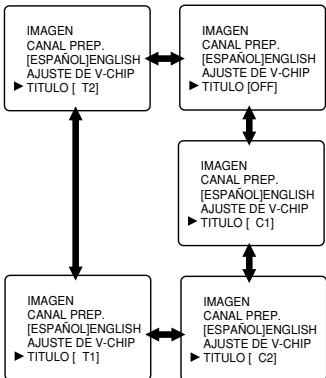 IMAGEN
CANAL PREP.
[ESPAÑOL]ENGLISH
AJUSTE DE V-CHIP
►TITULO [ T2]
IMAGEN
CANAL PREP.
[ESPAÑOL]ENGLISH
AJUSTE DE V-CHIP
►TITULO [OFF]
IMAGEN
CANAL PREP.
[ESPAÑOL]ENGLISH
AJUSTE DE V-CHIP
►TITULO [ C1]
IMAGEN
CANAL PREP.
[ESPAÑOL]ENGLISH
AJUSTE DE V-CHIP
►TITULO [ T1]
IMAGEN
CANAL PREP.
[ESPAÑOL]ENGLISH
AJUSTE DE V-CHIP
►TITULO [ C2]